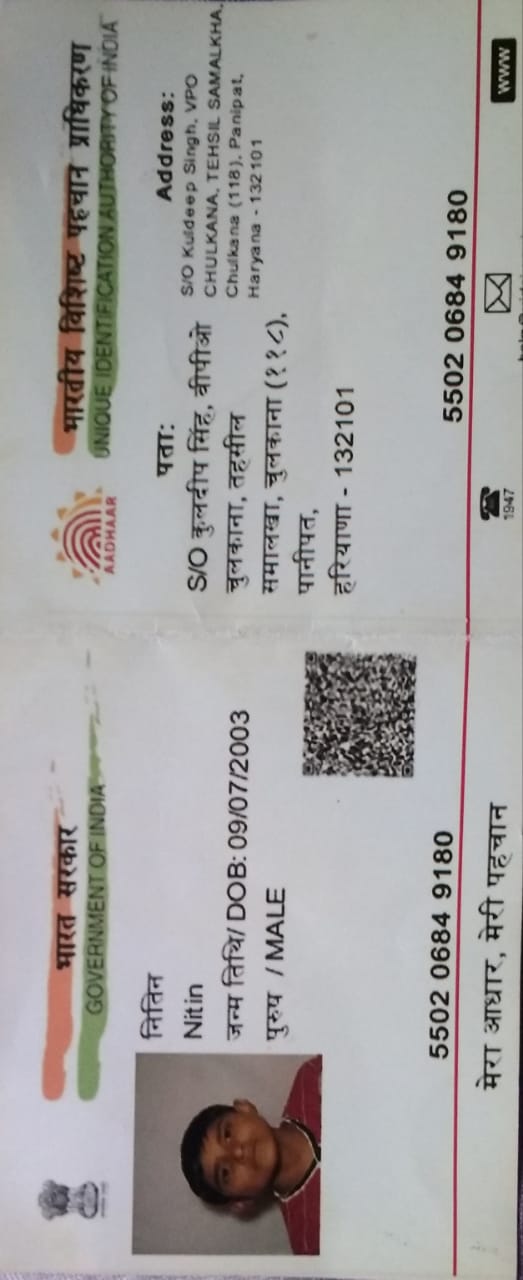 भारत सरकार
GOVERNMENT OF INDIA
नितिन
Nitin
जन्म तिथि/ DOB: 09/07/2003
पुरुष / MALE
5502 0684 9180
मेरा आधार, मेरी पहचान
भारतीय विशिष्ट पहचान प्राधिकरण
UNIQUE IDENTIFICATION AUTHORITY OF INDIA
AADHAAR
पता:
S/O कुलदीप सिंह, वीपीओ
चुलकाना, तहसील
समालखा, चुलकाना (११८),
पानीपत,
हरियाणा - 132101
Address:
S/O Kuldeep Singh, VPO
CHULKANA, TEHSIL SAMALKHA,
Chulkana (118), Panipat,
Haryana - 132101
5502 0684 9180
1947
www